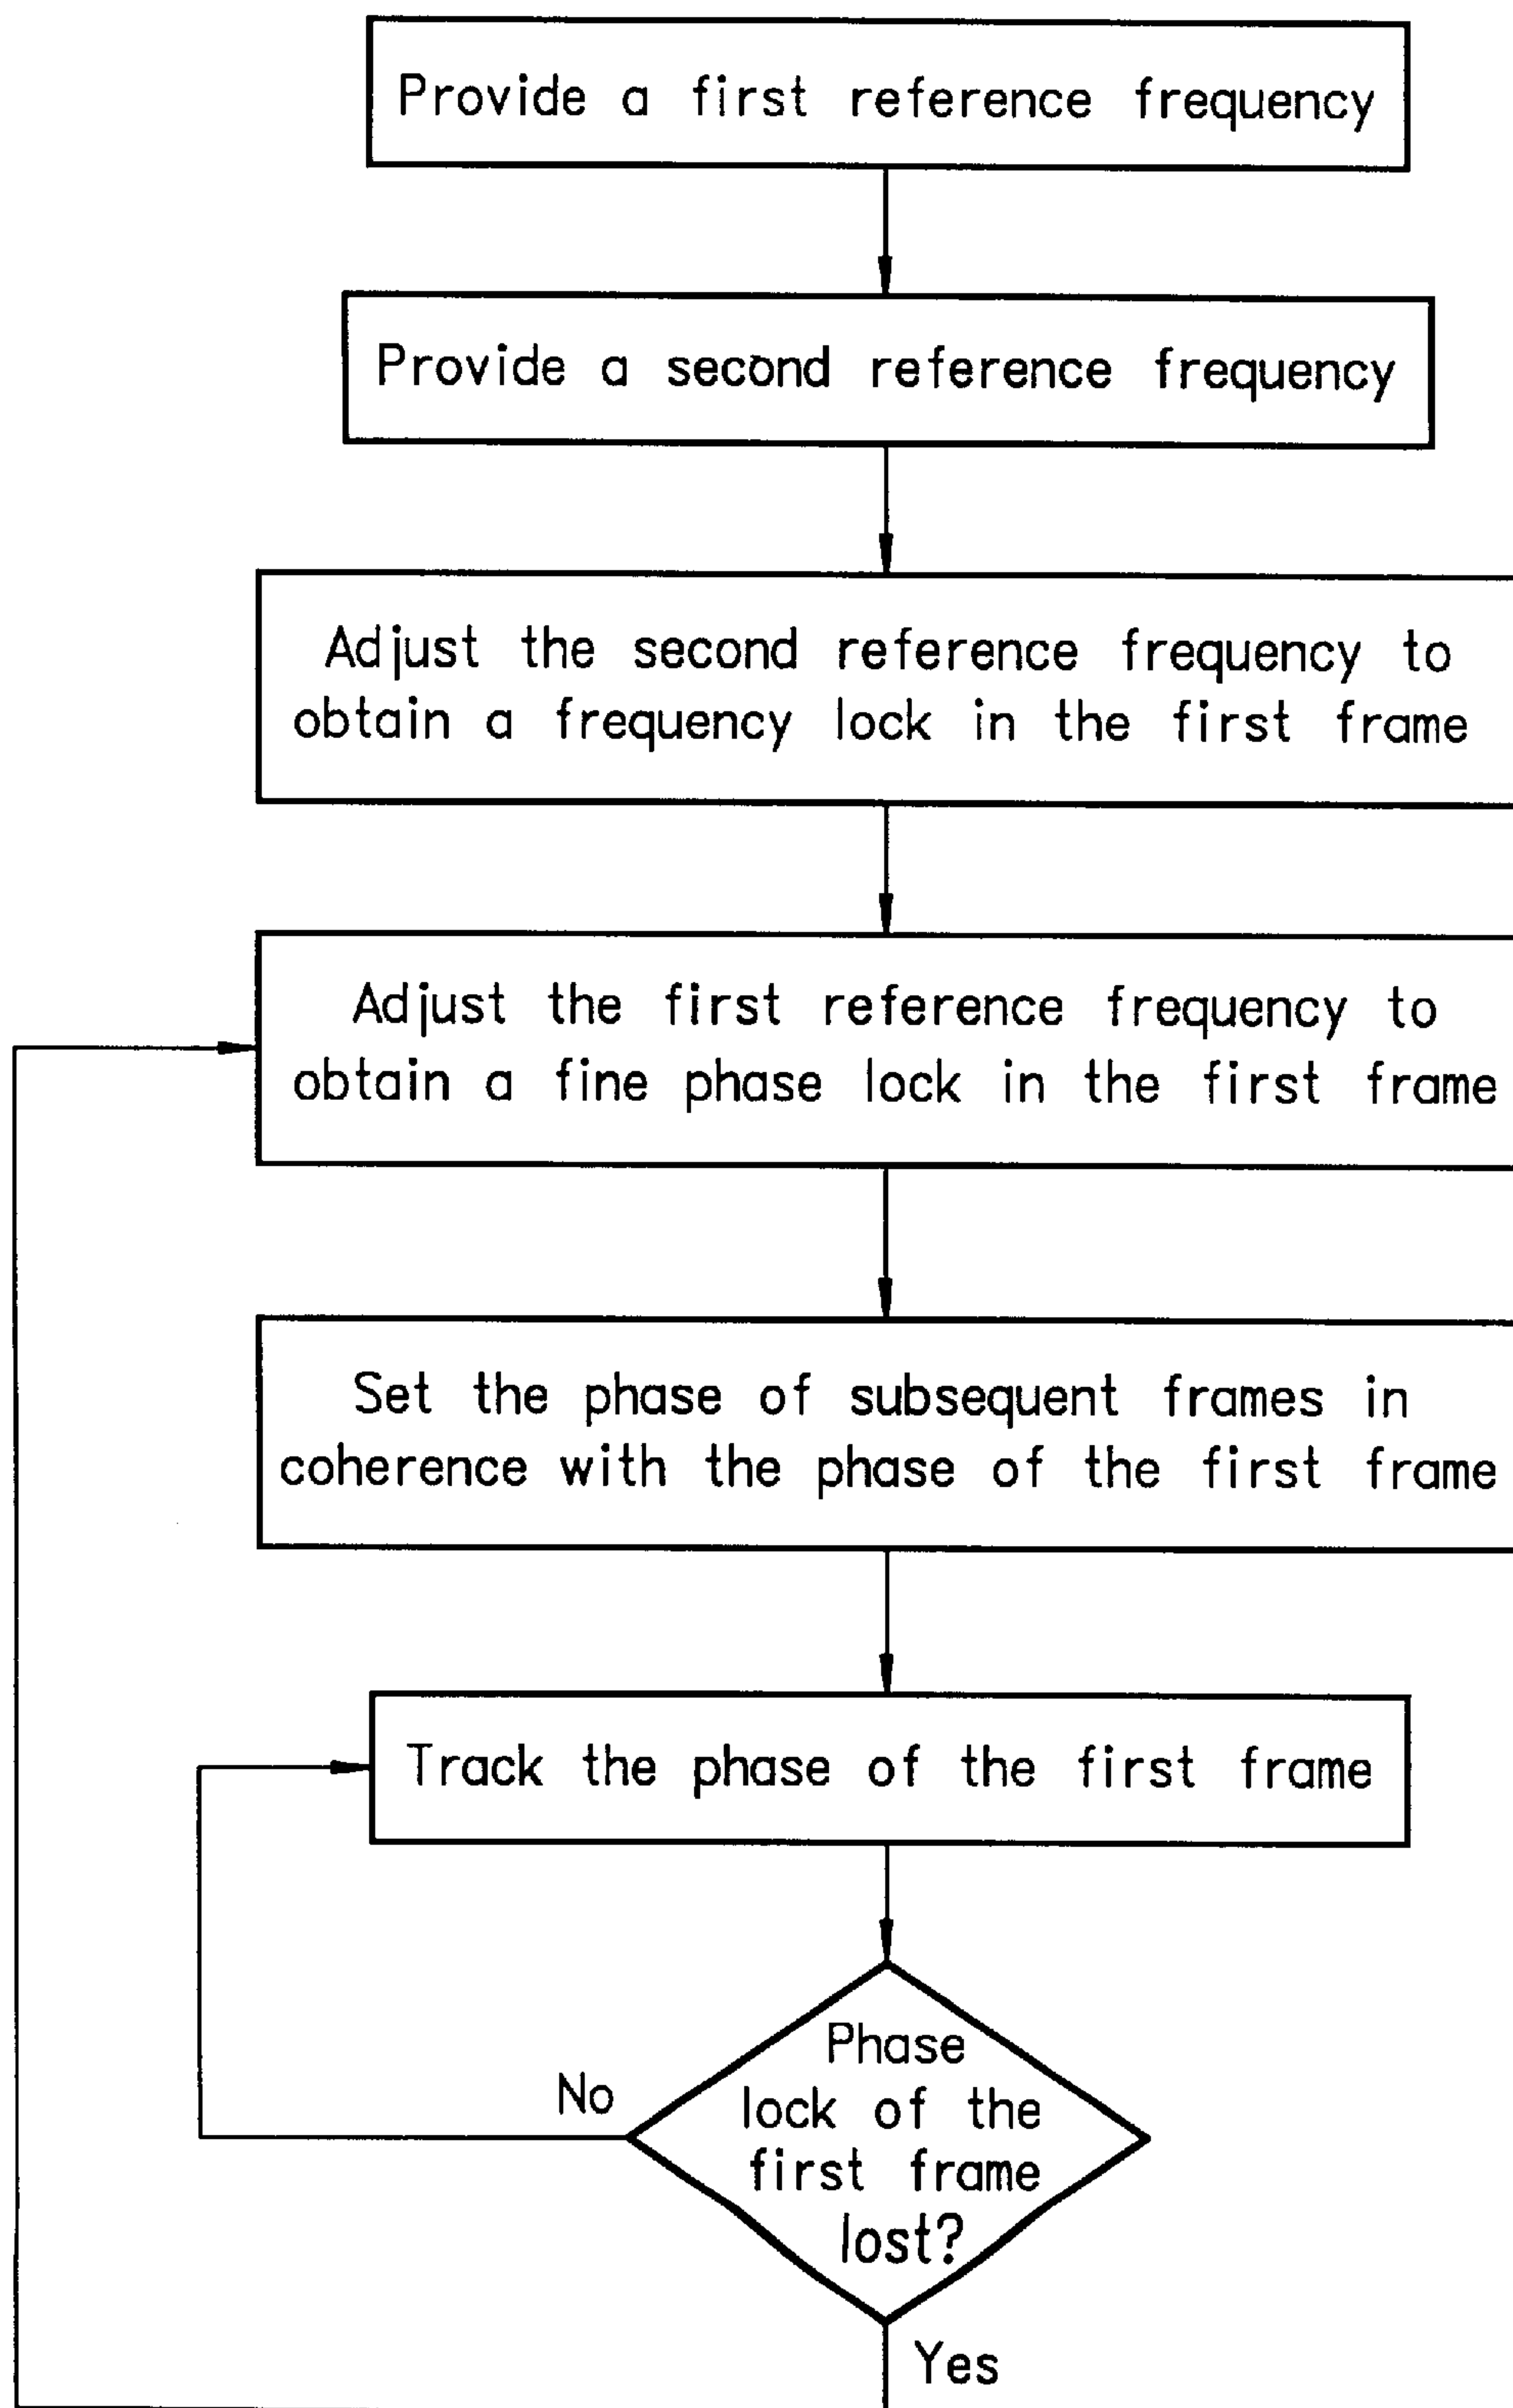 Provide a first reference frequency
Provide a second reference frequency
Adjust the second reference frequency to
obtain a frequency lock in the first frame
Adjust the first reference frequency to
obtain a fine phase lock in the first frame
Set the phase of subsequent frames in
coherence with the phase of the first frame
Track the phase of the first frame
Phase
lock of the
first frame
lost?
No
Yes